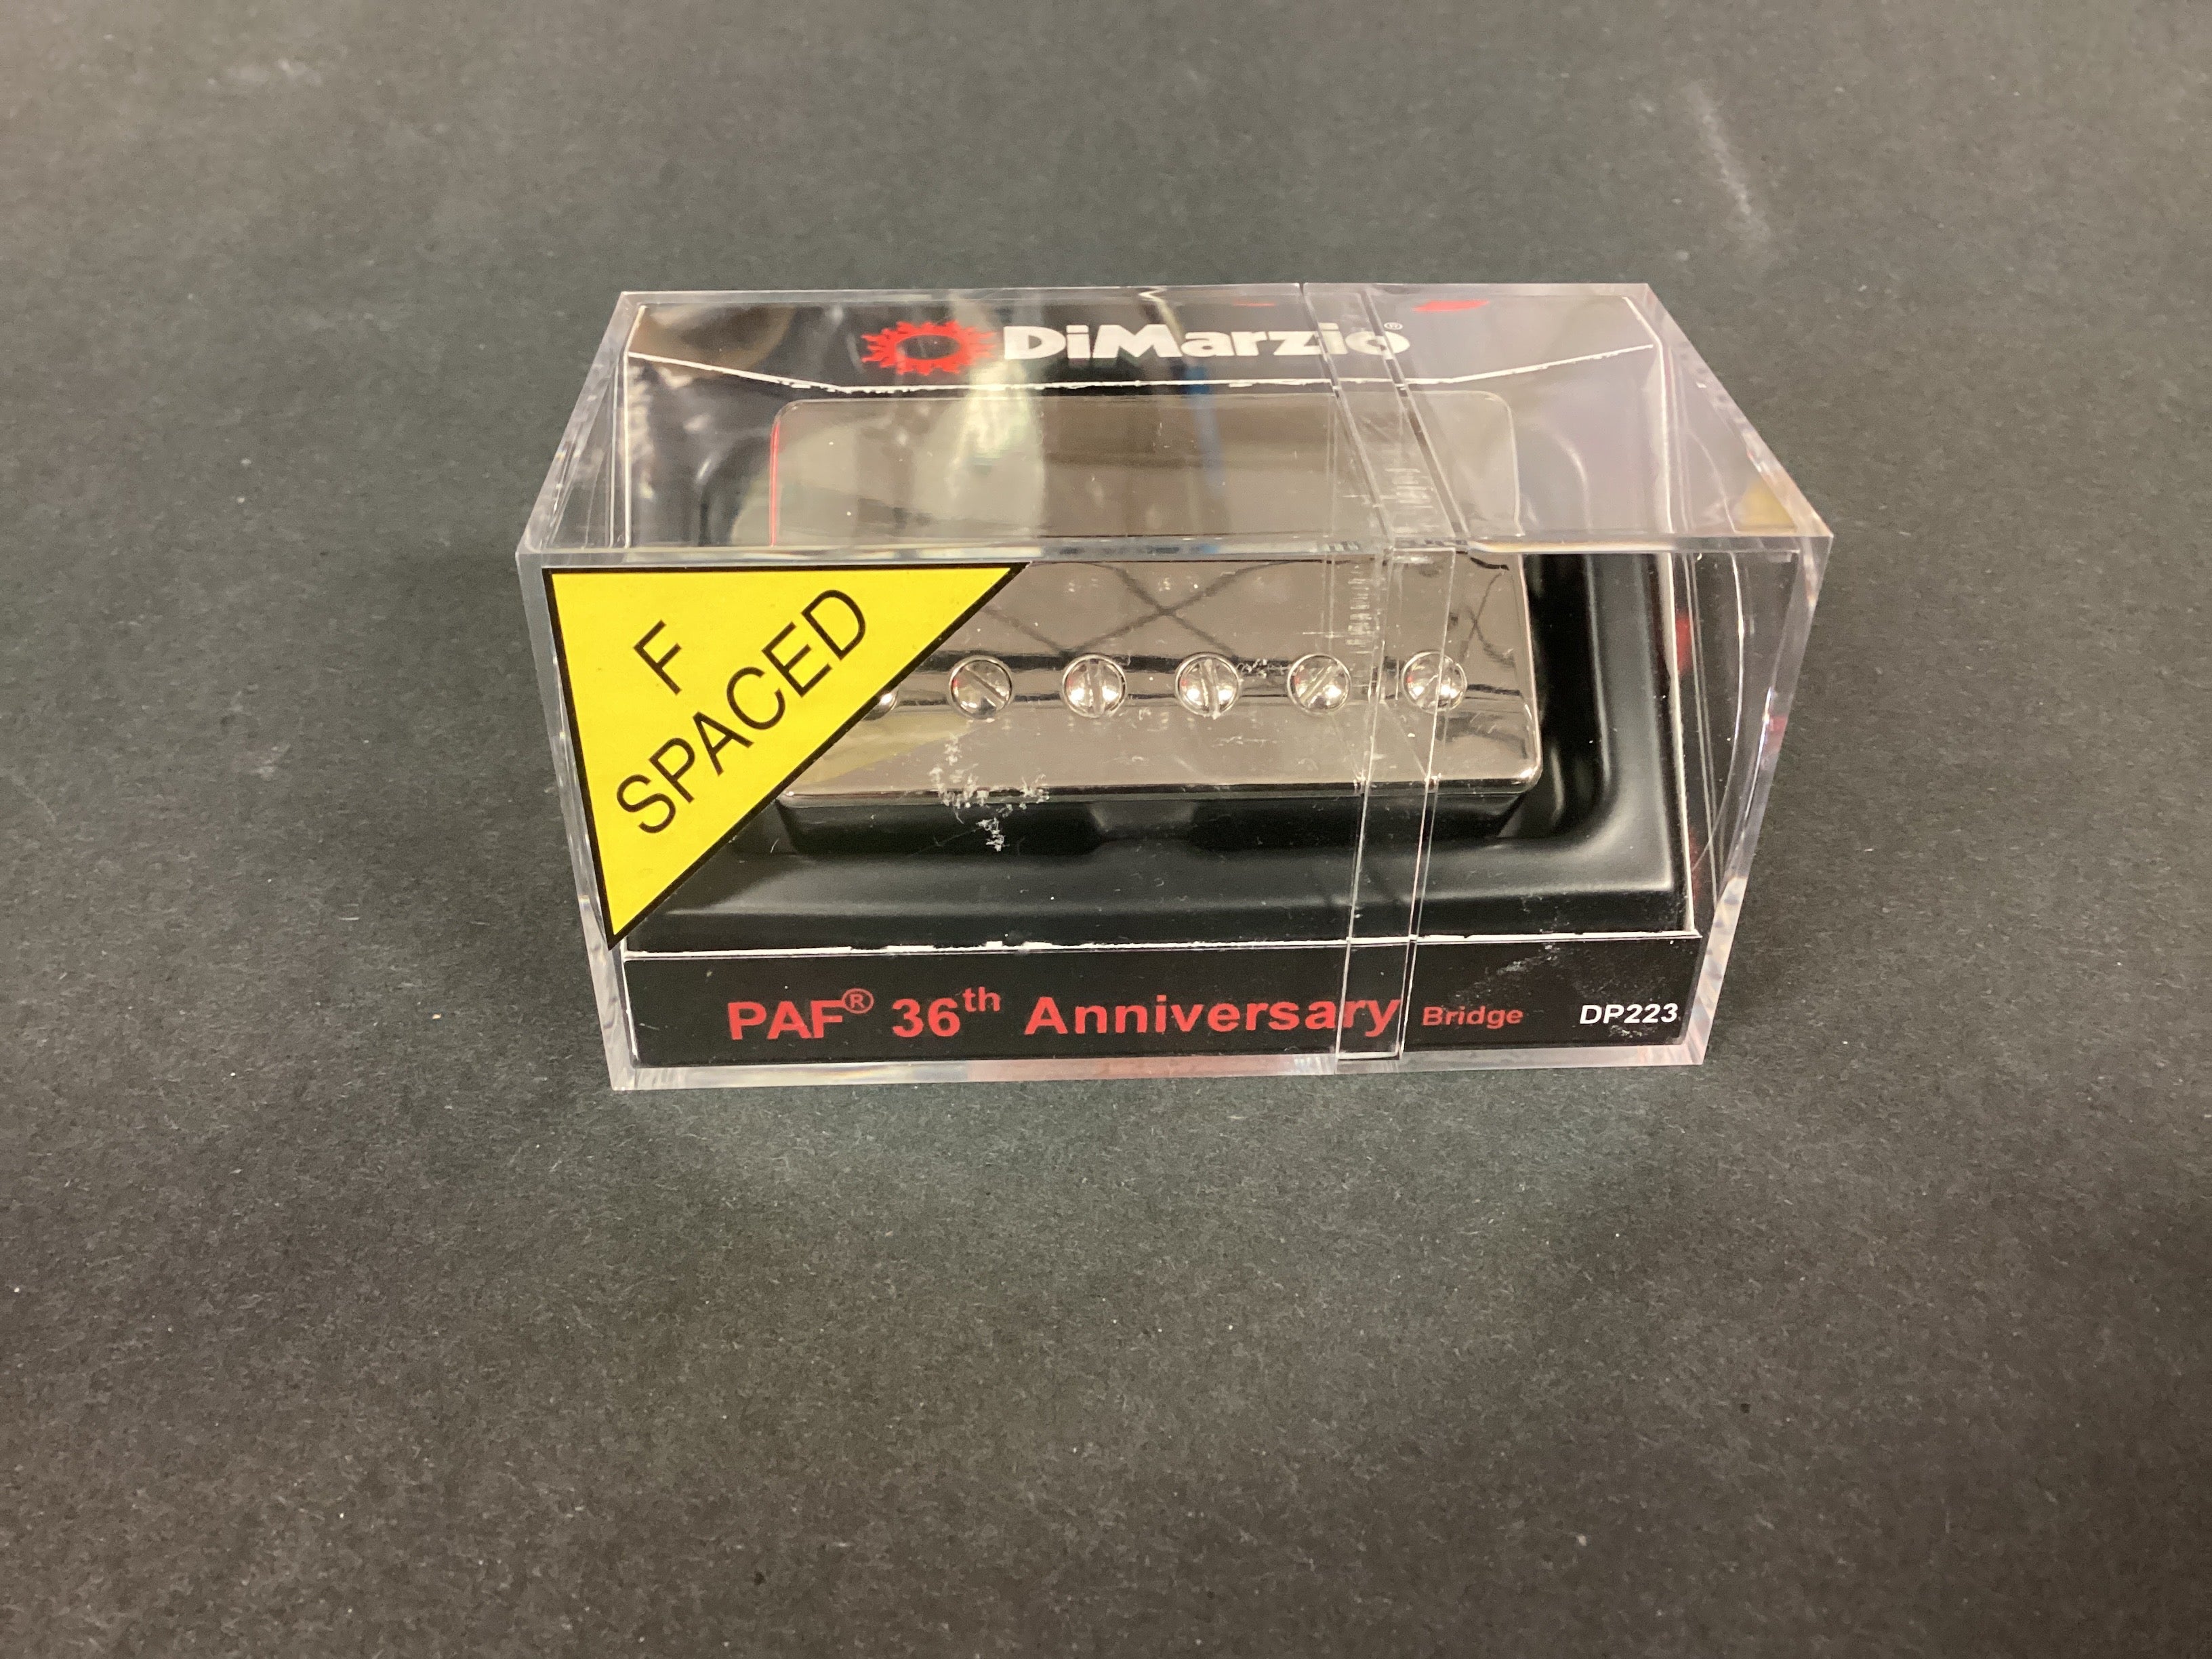 DiMarzio®
F
SPACED
PAF® 36th Anniversary Bridge DP223